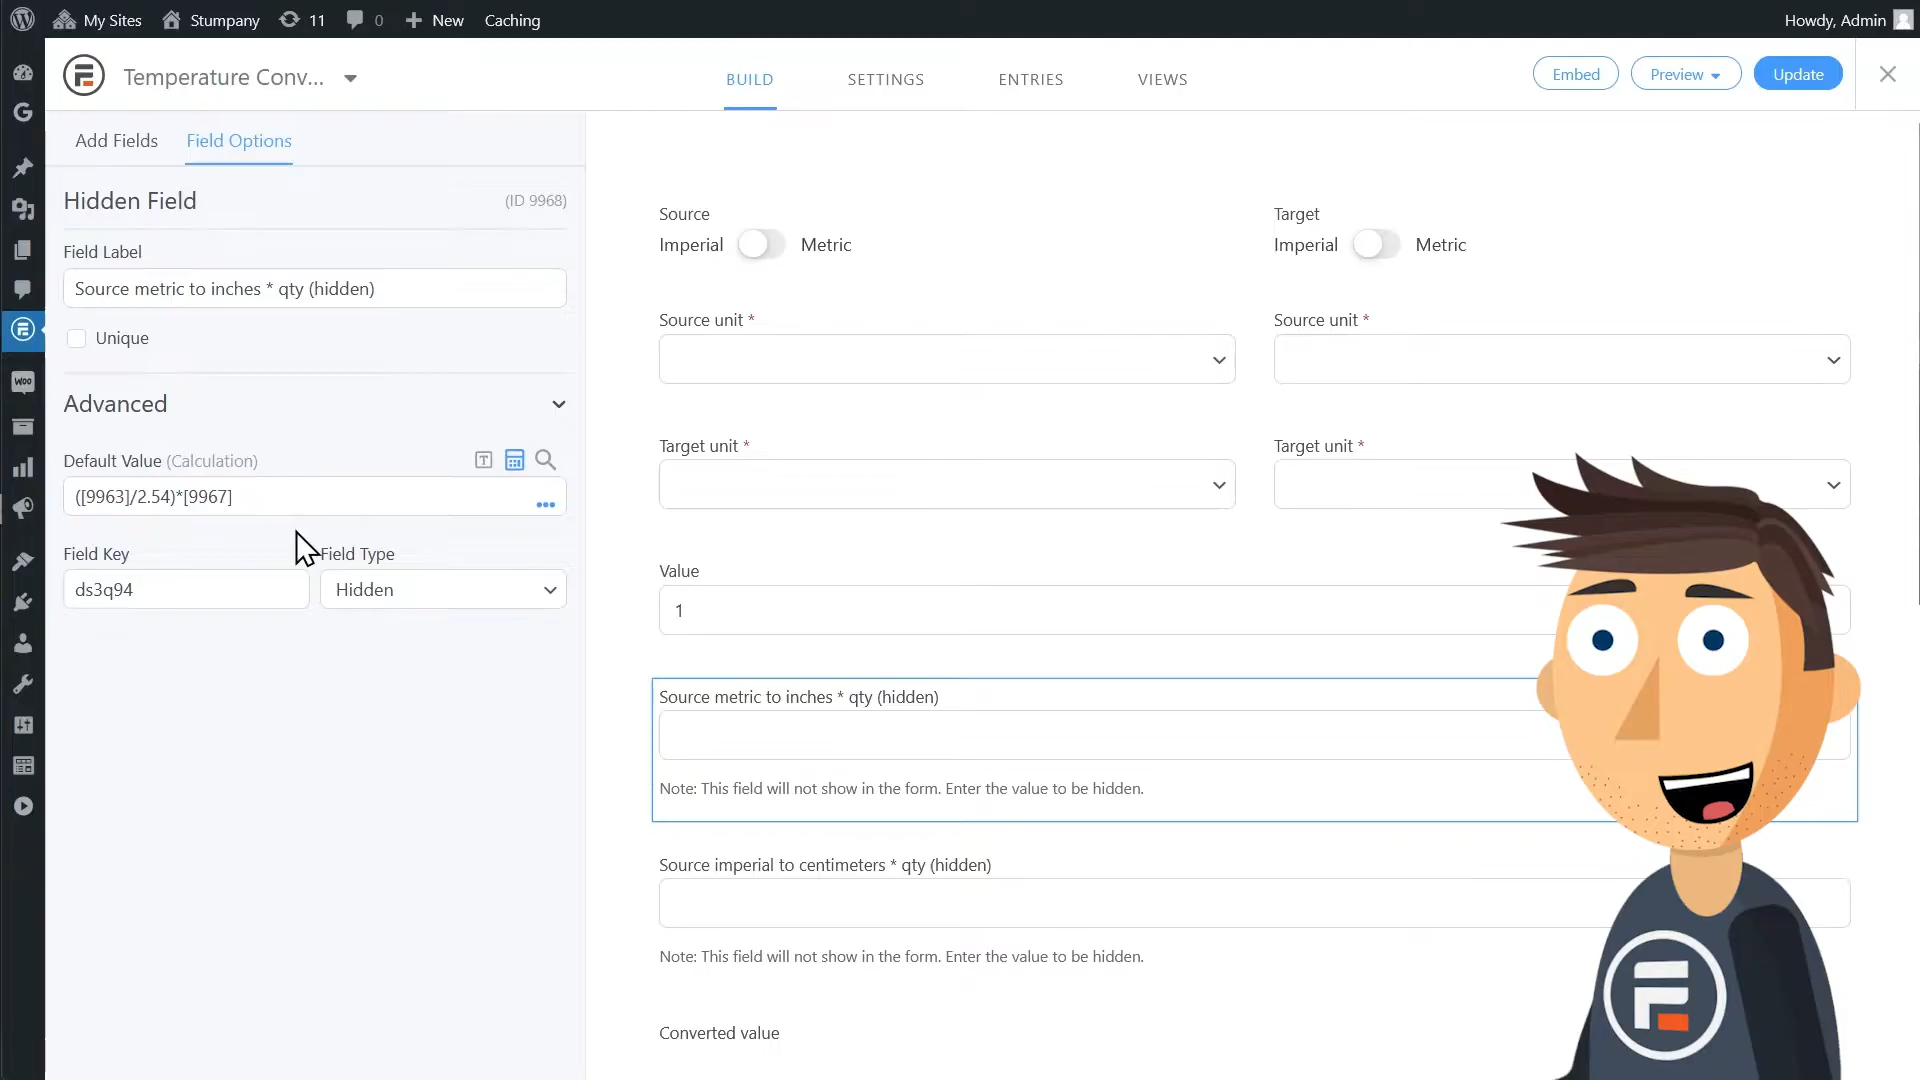 My Sites
Stumpany
11
0
New
Caching
Howdy, Admin
Temperature Conv...
BUILD
SETTINGS
ENTRIES
VIEWS
Embed
Preview
Update
Add Fields
Field Options
Hidden Field
(ID 9968)
Field Label
Source metric to inches * qty (hidden)
Unique
Advanced
Default Value (Calculation)
([9963]/2.54)*[9967]
Field Key
Field Type
ds3q94
Hidden
Source
Imperial
Metric
Target
Imperial
Metric
Source unit *
Source unit *
Target unit *
Target unit *
Value
1
Source metric to inches * qty (hidden)
Note: This field will not show in the form. Enter the value to be hidden.
Source imperial to centimeters * qty (hidden)
Note: This field will not show in the form. Enter the value to be hidden.
Converted value
WOO